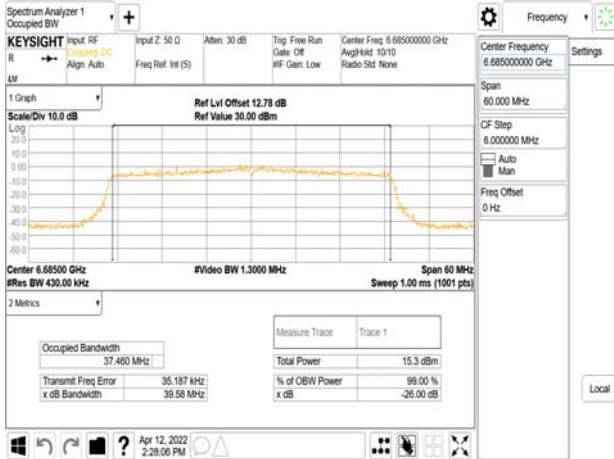 Spectrum Analyzer 1
Occupied BW
KEYSIGHT
R
Input: RF
Coupling: DC
Align: Auto
Input Z: 50 Ω
Freq Ref: Int (S)
Atten: 30 dB
Trig: Free Run
Gate: Off
#IF Gain: Low
Center Freq: 6.685000000 GHz
Avg|Hold: 10/10
Radio Std: None
1 Graph
Scale/Div 10.0 dB
Ref Lvl Offset 12.78 dB
Ref Value 30.00 dBm
Log
20.0
10.0
0.00
-10.0
-20.0
-30.0
-40.0
-50.0
-60.0
Center 6.68500 GHz
#Res BW 430.00 kHz
#Video BW 1.3000 MHz
Span 60 MHz
Sweep 1.00 ms (1001 pts)
2 Metrics
Measure Trace Trace 1
Occupied Bandwidth
37.460 MHz
Total Power 15.3 dBm
Transmit Freq Error 35.187 kHz
% of OBW Power 99.00 %
x dB Bandwidth 39.58 MHz
x dB -26.00 dB
Apr 12, 2022
2:28:06 PM
Frequency
Center Frequency
6.685000000 GHz
Settings
Span
60.000 MHz
CF Step
6.000000 MHz
Auto
Man
Freq Offset
0 Hz
Local